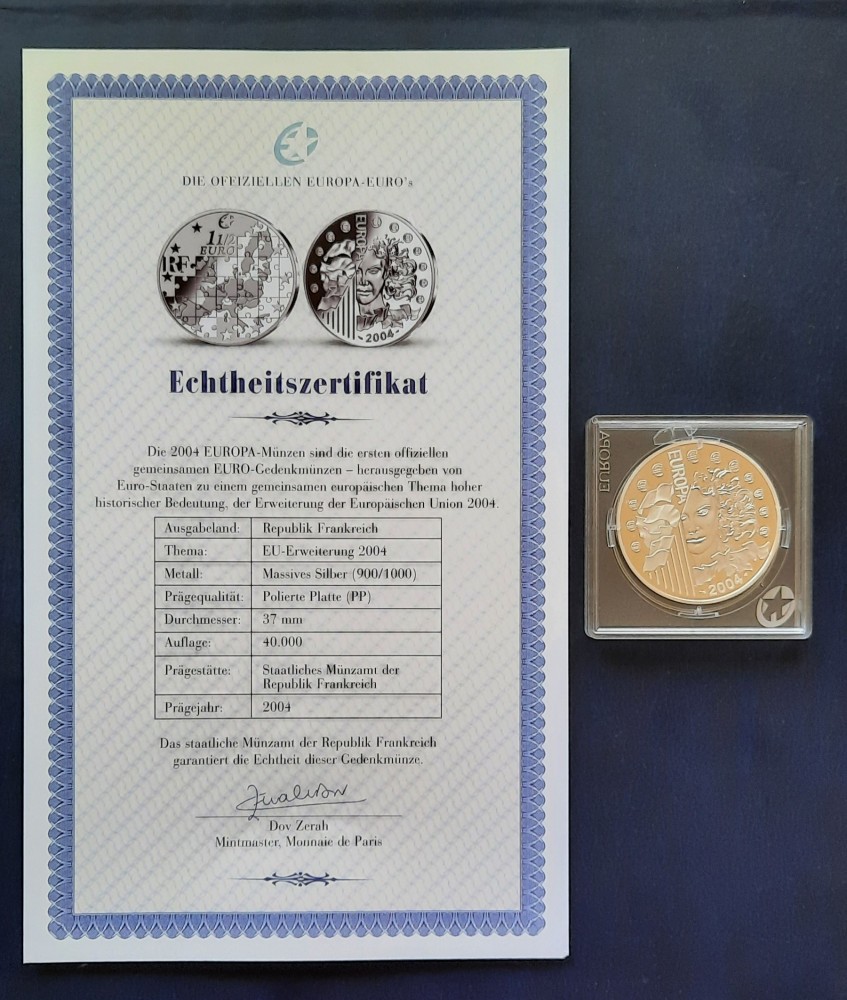 DIE OFFIZIELLEN EUROPA-EURO's
1 1/2
EURO
RF
EUROPA
2004
Echtheitszertifikat
Die 2004 EUROPA-Münzen sind die ersten offiziellen
gemeinsamen EURO-Gedenkmünzen – herausgegeben von
Euro-Staaten zu einem gemeinsamen europäischen Thema hoher
historischer Bedeutung, der Erweiterung der Europäischen Union 2004.
Ausgabeland: Republik Frankreich
Thema: EU-Erweiterung 2004
Metall: Massives Silber (900/1000)
Prägequalität: Polierte Platte (PP)
Durchmesser: 37 mm
Auflage: 40.000
Prägestätte: Staatliches Münzamt der
Republik Frankreich
Prägejahr: 2004
Das staatliche Münzamt der Republik Frankreich
garantiert die Echtheit dieser Gedenkmünze.
Dov Zerah
Mintmaster, Monnaie de Paris
EUROPA
EUROPA
2004